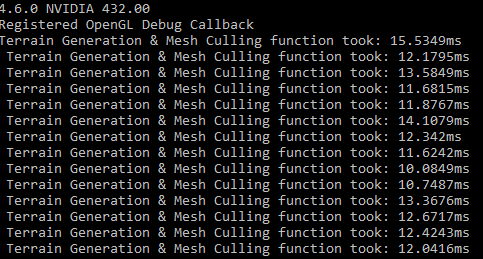 4.6.0 NVIDIA 432.00
Registered OpenGL Debug Callback
Terrain Generation & Mesh Culling function took: 15.5349ms
Terrain Generation & Mesh Culling function took: 12.1795ms
Terrain Generation & Mesh Culling function took: 13.5849ms
Terrain Generation & Mesh Culling function took: 11.6815ms
Terrain Generation & Mesh Culling function took: 11.8767ms
Terrain Generation & Mesh Culling function took: 14.1079ms
Terrain Generation & Mesh Culling function took: 12.342ms
Terrain Generation & Mesh Culling function took: 11.6242ms
Terrain Generation & Mesh Culling function took: 10.0849ms
Terrain Generation & Mesh Culling function took: 10.7487ms
Terrain Generation & Mesh Culling function took: 13.3676ms
Terrain Generation & Mesh Culling function took: 12.6717ms
Terrain Generation & Mesh Culling function took: 12.4243ms
Terrain Generation & Mesh Culling function took: 12.0416ms